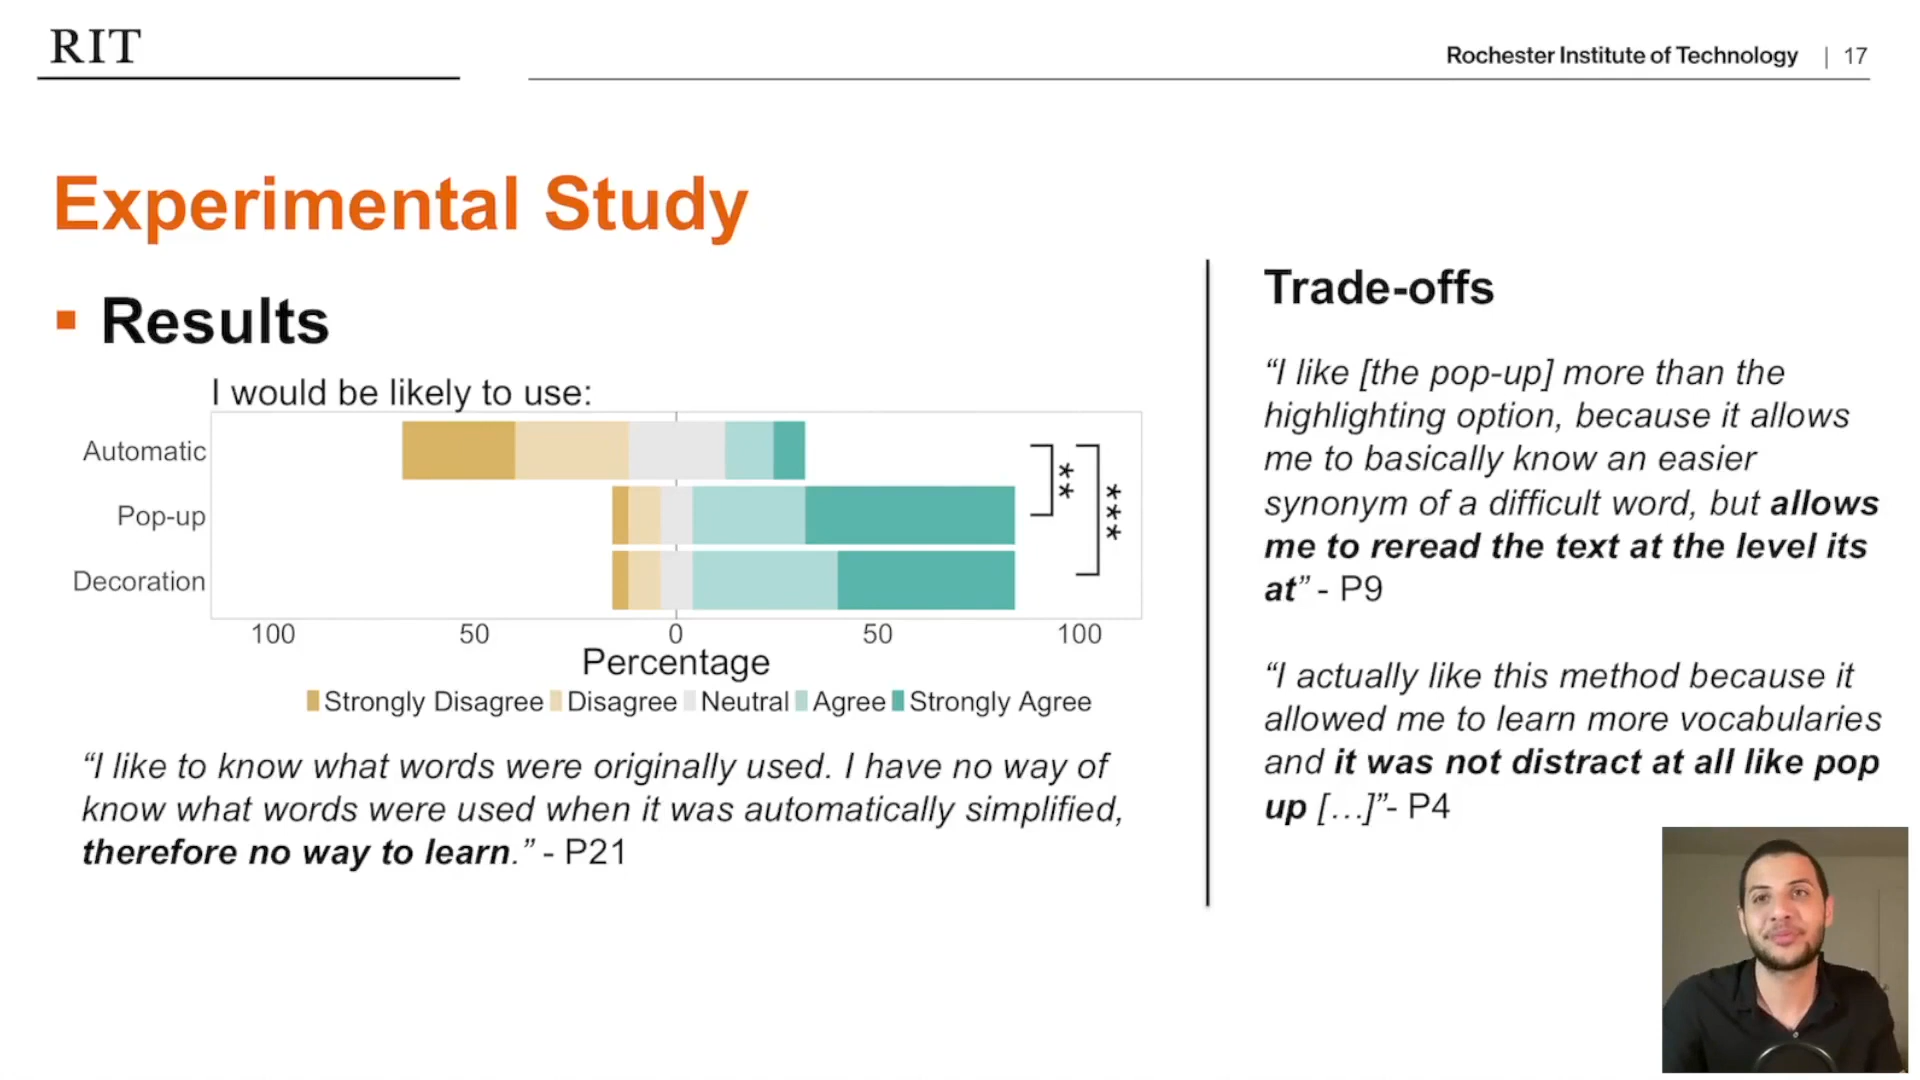 RIT
Rochester Institute of Technology | 17
Experimental Study
Results
I would be likely to use:
Automatic
**
***
Pop-up
Decoration
100 50 0 50 100
Percentage
Strongly Disagree Disagree Neutral Agree Strongly Agree
“I like to know what words were originally used. I have no way of
know what words were used when it was automatically simplified,
therefore no way to learn.” - P21
Trade-offs
“I like [the pop-up] more than the
highlighting option, because it allows
me to basically know an easier
synonym of a difficult word, but allows
me to reread the text at the level its
at” - P9
“I actually like this method because it
allowed me to learn more vocabularies
and it was not distract at all like pop
up […]”- P4